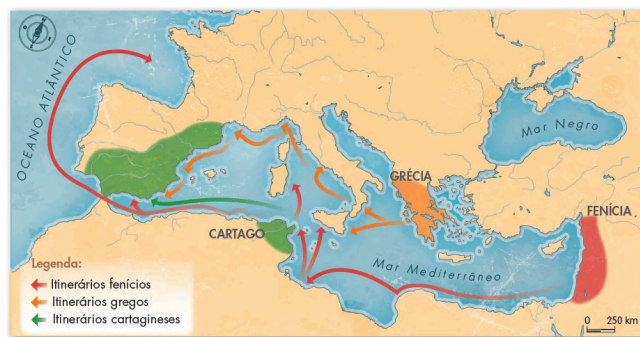 OCEANO ATLÂNTICO
Mar Negro
GRÉCIA
FENÍCIA
CARTAGO
Mar Mediterrâneo
Legenda:
Itinerários fenícios
Itinerários gregos
Itinerários cartagineses
0 250 km